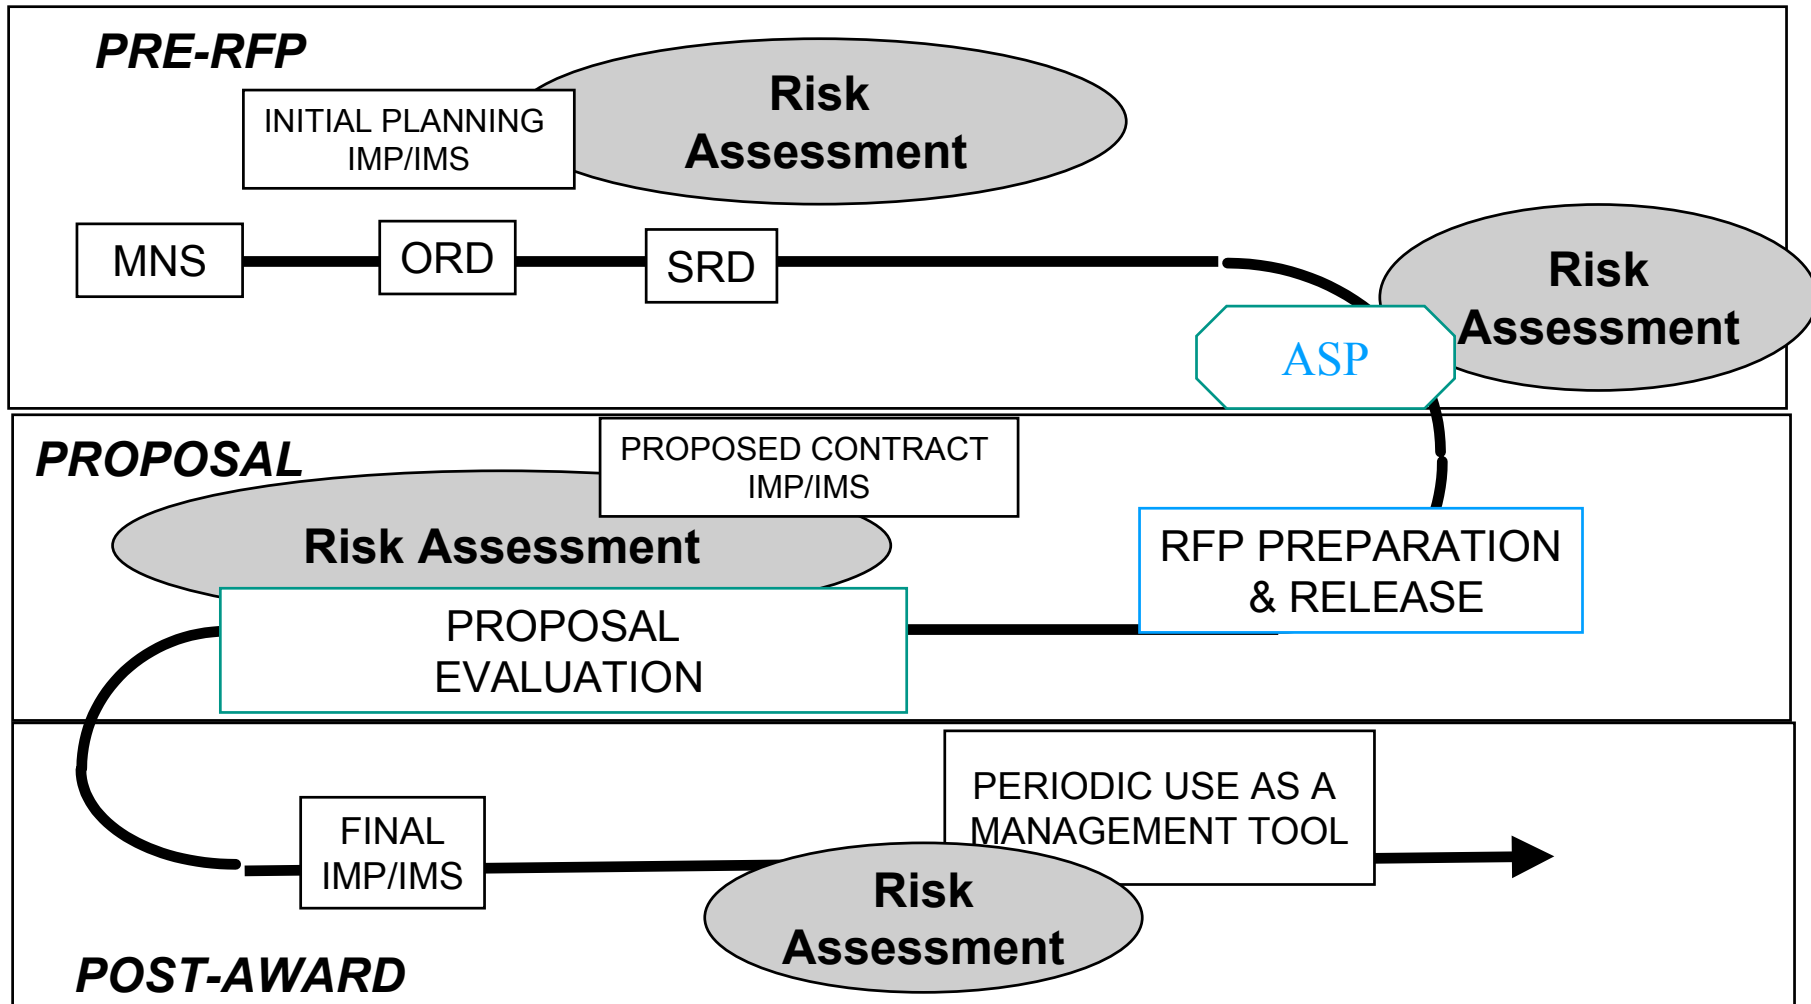 PRE-RFP
Risk
Assessment
INITIAL PLANNING
IMP/IMS
MNS
ORD
SRD
Risk
Assessment
ASP
PROPOSAL
PROPOSED CONTRACT
IMP/IMS
Risk Assessment
RFP PREPARATION
& RELEASE
PROPOSAL
EVALUATION
PERIODIC USE AS A
MANAGEMENT TOOL
FINAL
IMP/IMS
Risk
Assessment
POST-AWARD